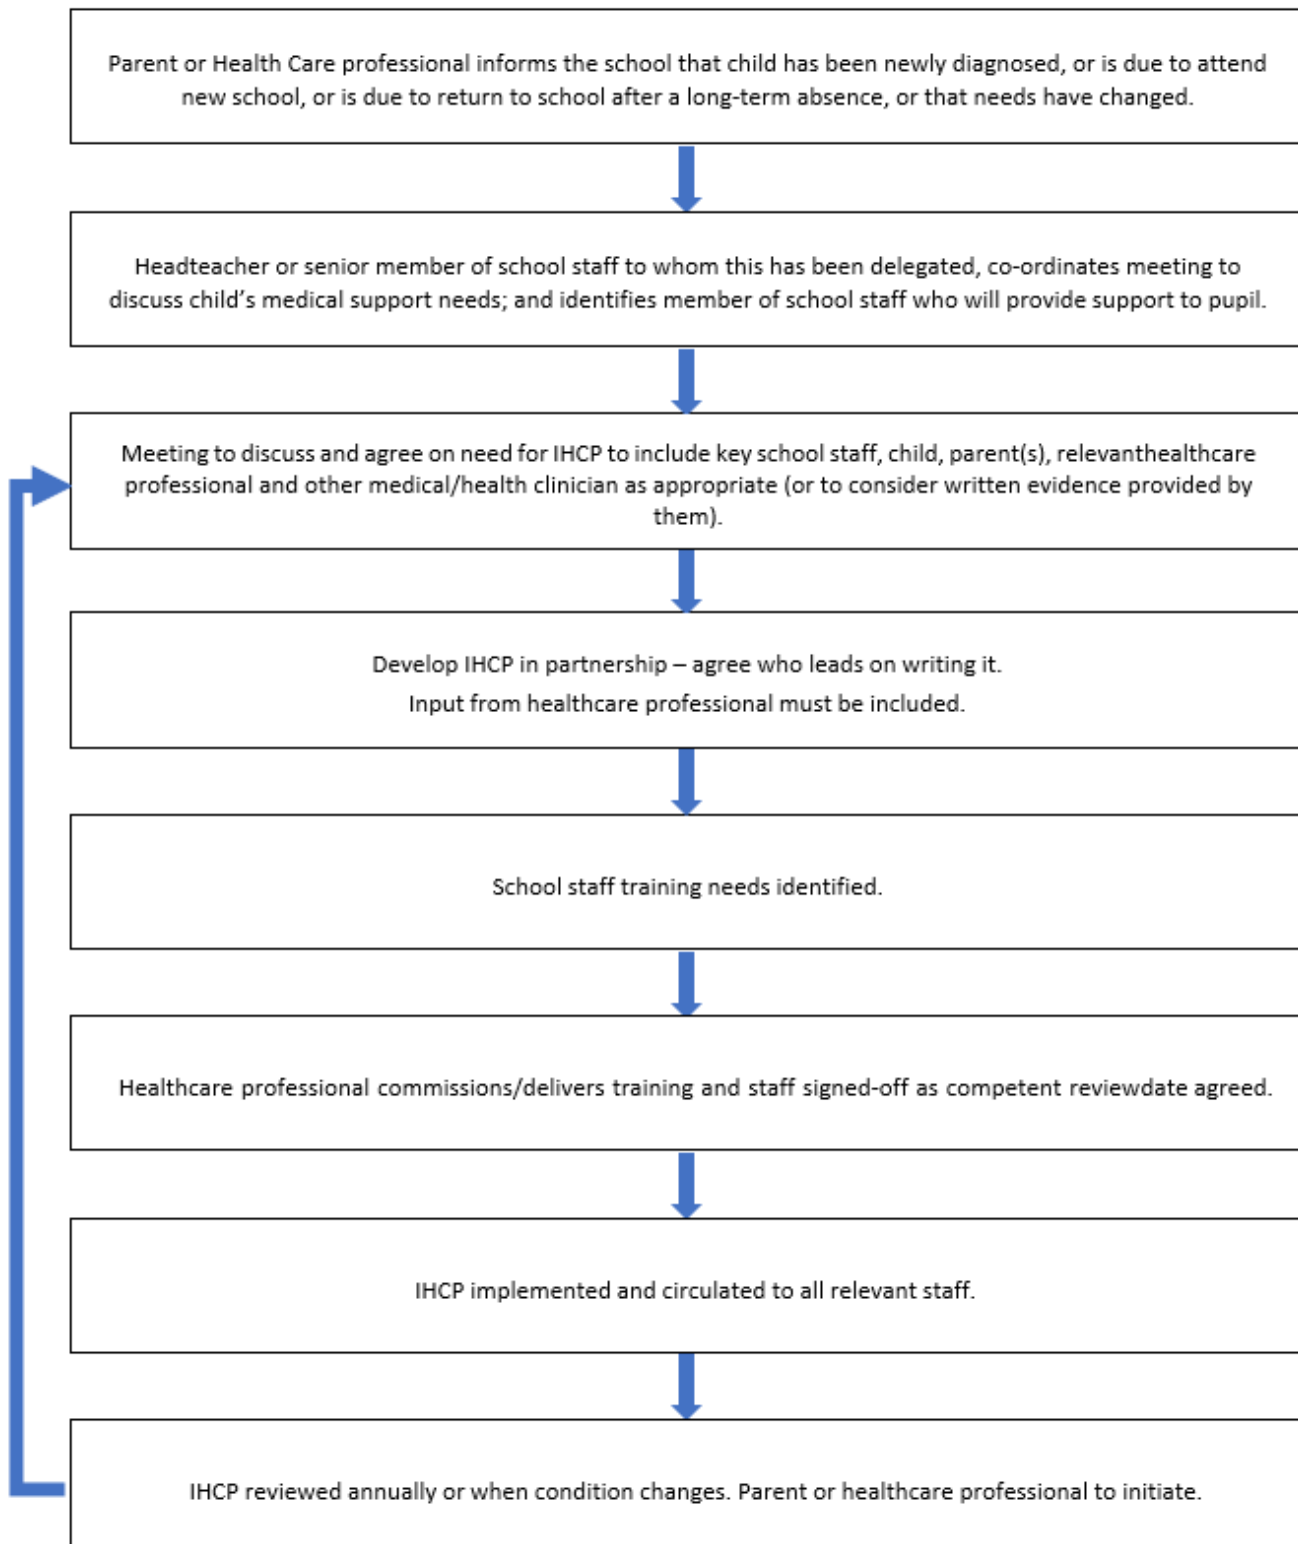 Parent or Health Care professional informs the school that child has been newly diagnosed, or is due to attend
new school, or is due to return to school after a long-term absence, or that needs have changed.
Headteacher or senior member of school staff to whom this has been delegated, co-ordinates meeting to
discuss child's medical support needs; and identifies member of school staff who will provide support to pupil.
Meeting to discuss and agree on need for IHCP to include key school staff, child, parent(s), relevanthealthcare
professional and other medical/health clinician as appropriate (or to consider written evidence provided by
them).
Develop IHCP in partnership – agree who leads on writing it.
Input from healthcare professional must be included.
School staff training needs identified.
Healthcare professional commissions/delivers training and staff signed-off as competent reviewdate agreed.
IHCP implemented and circulated to all relevant staff.
IHCP reviewed annually or when condition changes. Parent or healthcare professional to initiate.